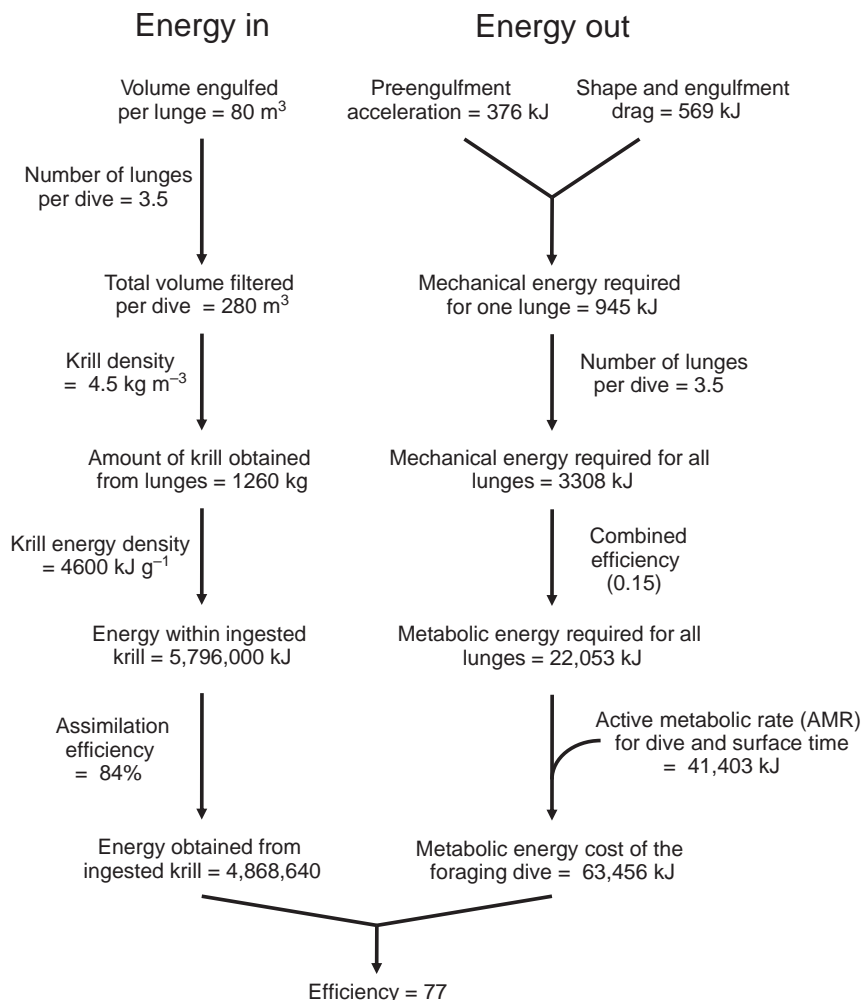 Energy in
Energy out
Volume engulfed
per lunge = 80 m³
Pre-engulfment
acceleration = 376 kJ
Shape and engulfment
drag = 569 kJ
Number of lunges
per dive = 3.5
Total volume filtered
per dive = 280 m³
Mechanical energy required
for one lunge = 945 kJ
Krill density
= 4.5 kg m⁻³
Number of lunges
per dive = 3.5
Amount of krill obtained
from lunges = 1260 kg
Mechanical energy required for all
lunges = 3308 kJ
Krill energy density
= 4600 kJ g⁻¹
Combined
efficiency
(0.15)
Energy within ingested
krill = 5,796,000 kJ
Metabolic energy required for all
lunges = 22,053 kJ
Assimilation
efficiency
= 84%
Active metabolic rate (AMR)
for dive and surface time
= 41,403 kJ
Energy obtained from
ingested krill = 4,868,640
Metabolic energy cost of the
foraging dive = 63,456 kJ
Efficiency = 77